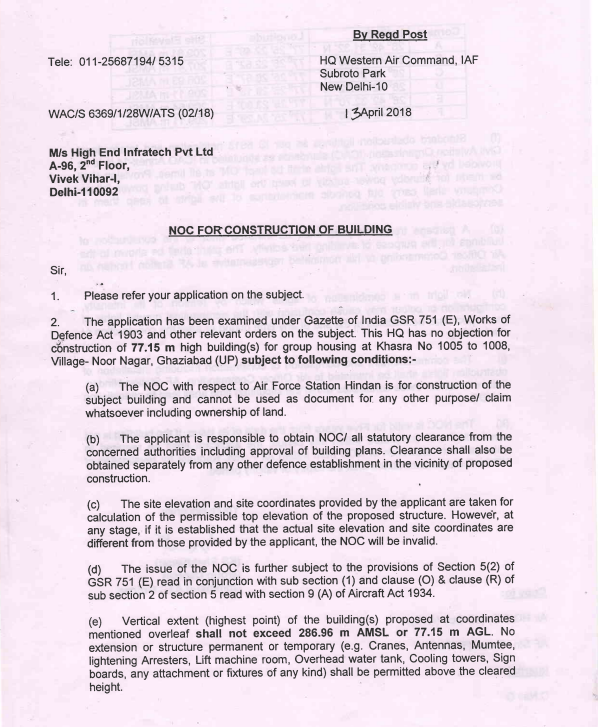 By Regd Post
Tele: 011-25687194/ 5315
HQ Western Air Command, IAF
Subroto Park
New Delhi-10
WAC/S 6369/1/28W/ATS (02/18)
13 April 2018
M/s High End Infratech Pvt Ltd
A-96, 2nd Floor,
Vivek Vihar-I,
Delhi-110092
NOC FOR CONSTRUCTION OF BUILDING
Sir,
1. Please refer your application on the subject.
2. The application has been examined under Gazette of India GSR 751 (E), Works of
Defence Act 1903 and other relevant orders on the subject. This HQ has no objection for
construction of 77.15 m high building(s) for group housing at Khasra No 1005 to 1008,
Village- Noor Nagar, Ghaziabad (UP) subject to following conditions:-
(a) The NOC with respect to Air Force Station Hindan is for construction of the
subject building and cannot be used as document for any other purpose/ claim
whatsoever including ownership of land.
(b) The applicant is responsible to obtain NOC/ all statutory clearance from the
concerned authorities including approval of building plans. Clearance shall also be
obtained separately from any other defence establishment in the vicinity of proposed
construction.
(c) The site elevation and site coordinates provided by the applicant are taken for
calculation of the permissible top elevation of the proposed structure. However, at
any stage, if it is established that the actual site elevation and site coordinates are
different from those provided by the applicant, the NOC will be invalid.
(d) The issue of the NOC is further subject to the provisions of Section 5(2) of
GSR 751 (E) read in conjunction with sub section (1) and clause (O) & clause (R) of
sub section 2 of section 5 read with section 9 (A) of Aircraft Act 1934.
(e) Vertical extent (highest point) of the building(s) proposed at coordinates
mentioned overleaf shall not exceed 286.96 m AMSL or 77.15 m AGL. No
extension or structure permanent or temporary (e.g. Cranes, Antennas, Mumtee,
lightening Arresters, Lift machine room, Overhead water tank, Cooling towers, Sign
boards, any attachment or fixtures of any kind) shall be permitted above the cleared
height.